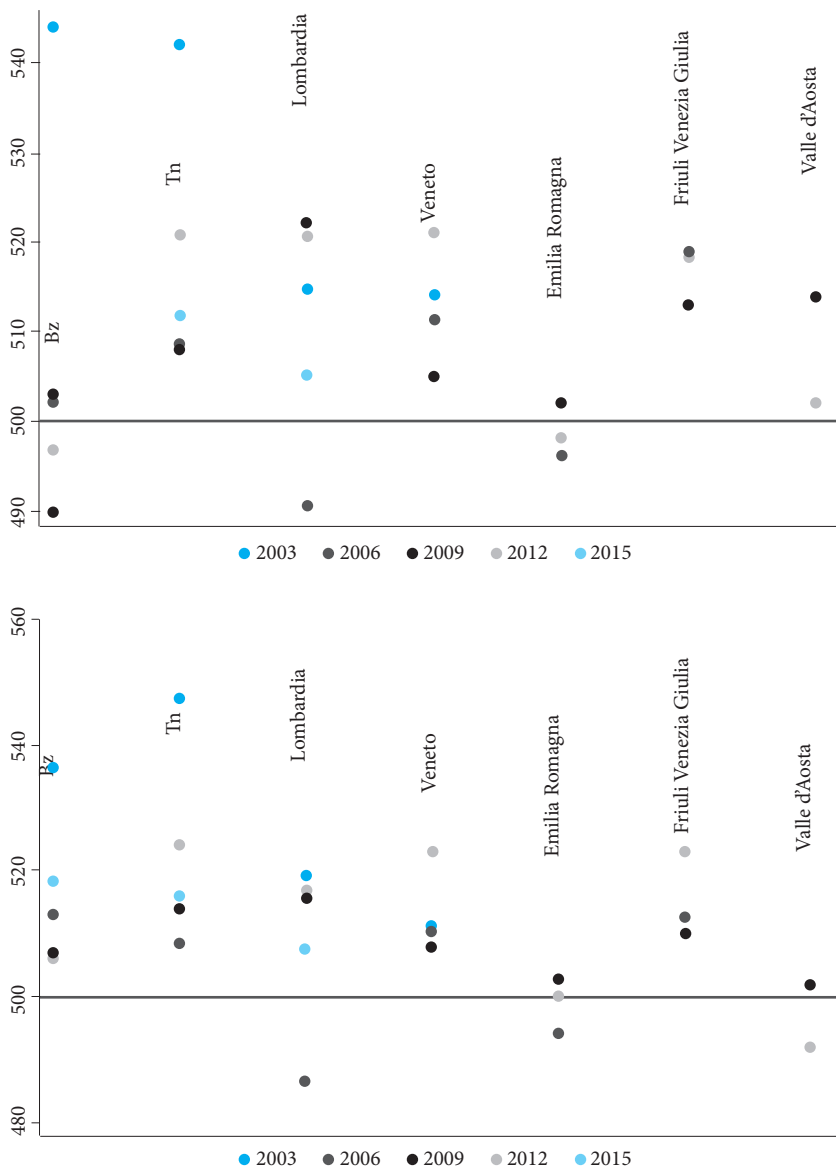 540
530
520
510
500
490
Bz
Tn
Lombardia
Veneto
Emilia Romagna
Friuli Venezia Giulia
Valle d'Aosta
2003 2006 2009 2012 2015
560
540
520
500
480
Bz
Tn
Lombardia
Veneto
Emilia Romagna
Friuli Venezia Giulia
Valle d'Aosta
2003 2006 2009 2012 2015